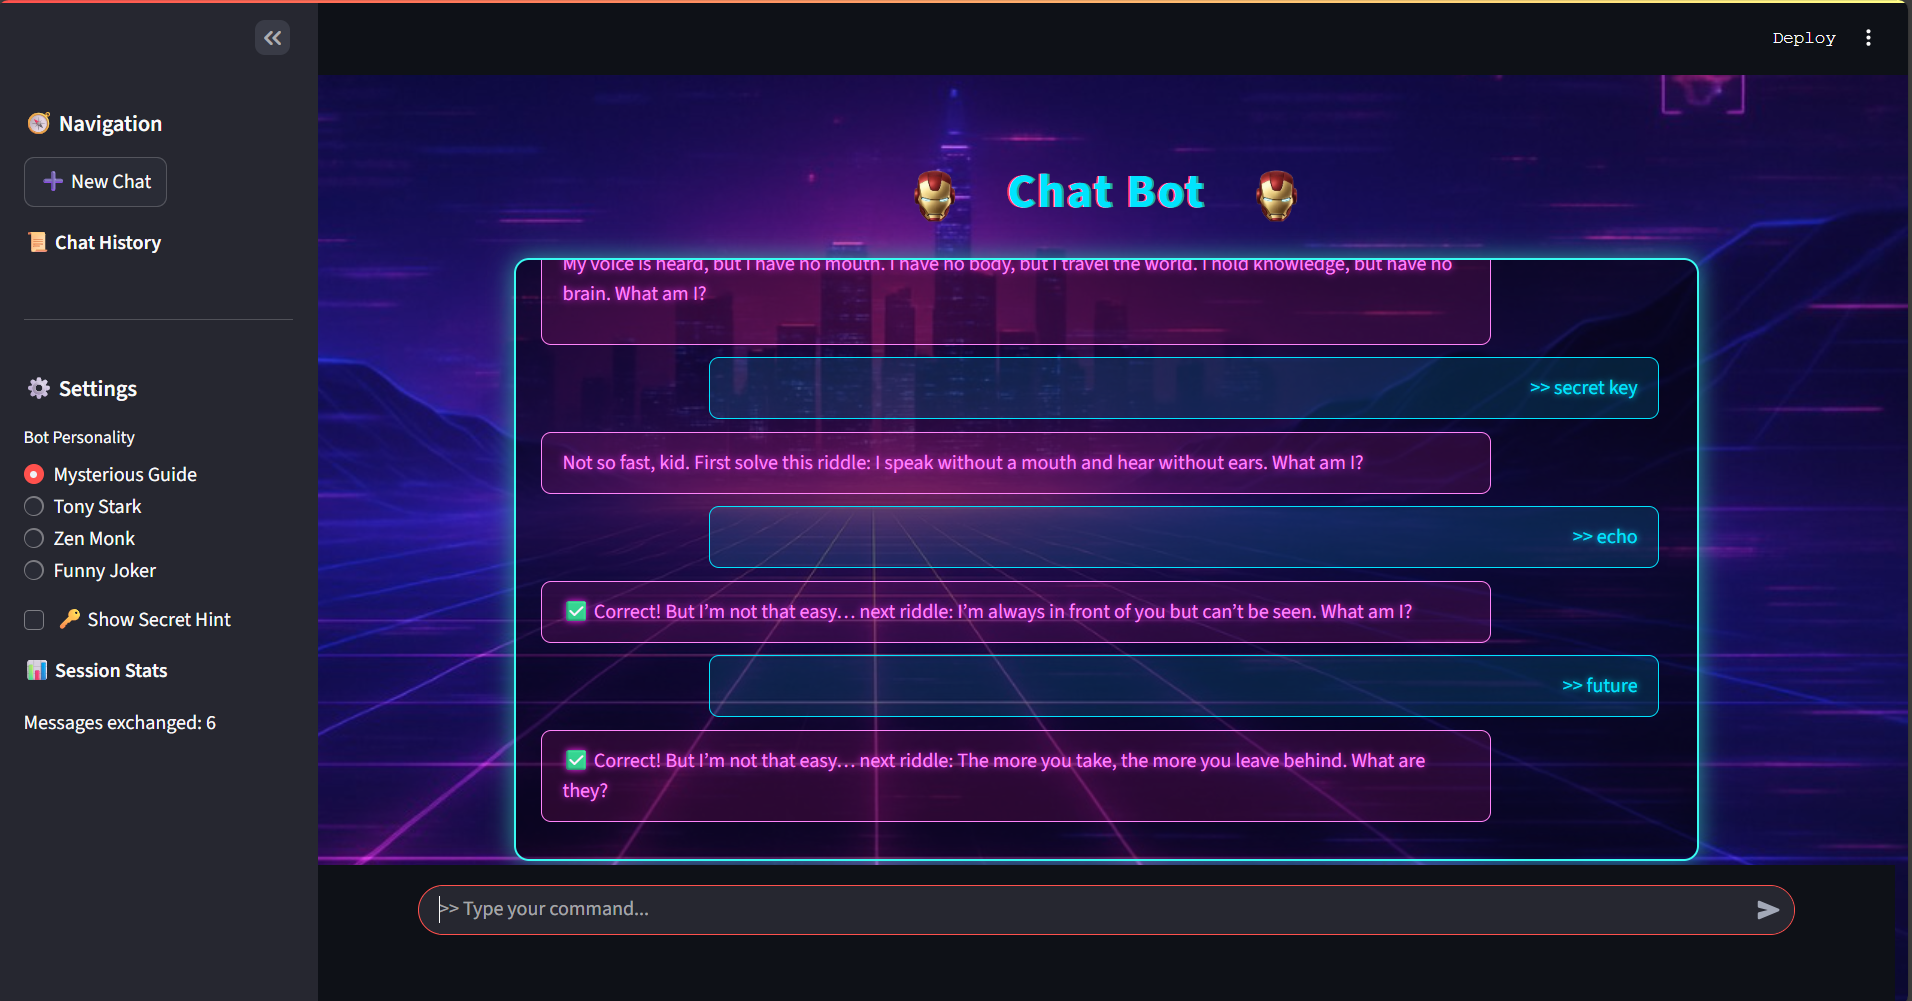 Deploy
Navigation
New Chat
Chat History
Settings
Bot Personality
Mysterious Guide
Tony Stark
Zen Monk
Funny Joker
Show Secret Hint
Session Stats
Messages exchanged: 6
Chat Bot
My voice is heard, but I have no mouth. I have no body, but I travel the world. I hold knowledge, but have no
brain. What am I?
>> secret key
Not so fast, kid. First solve this riddle: I speak without a mouth and hear without ears. What am I?
>> echo
✅ Correct! But I’m not that easy… next riddle: I’m always in front of you but can’t be seen. What am I?
>> future
✅ Correct! But I’m not that easy… next riddle: The more you take, the more you leave behind. What are
they?
>> Type your command...